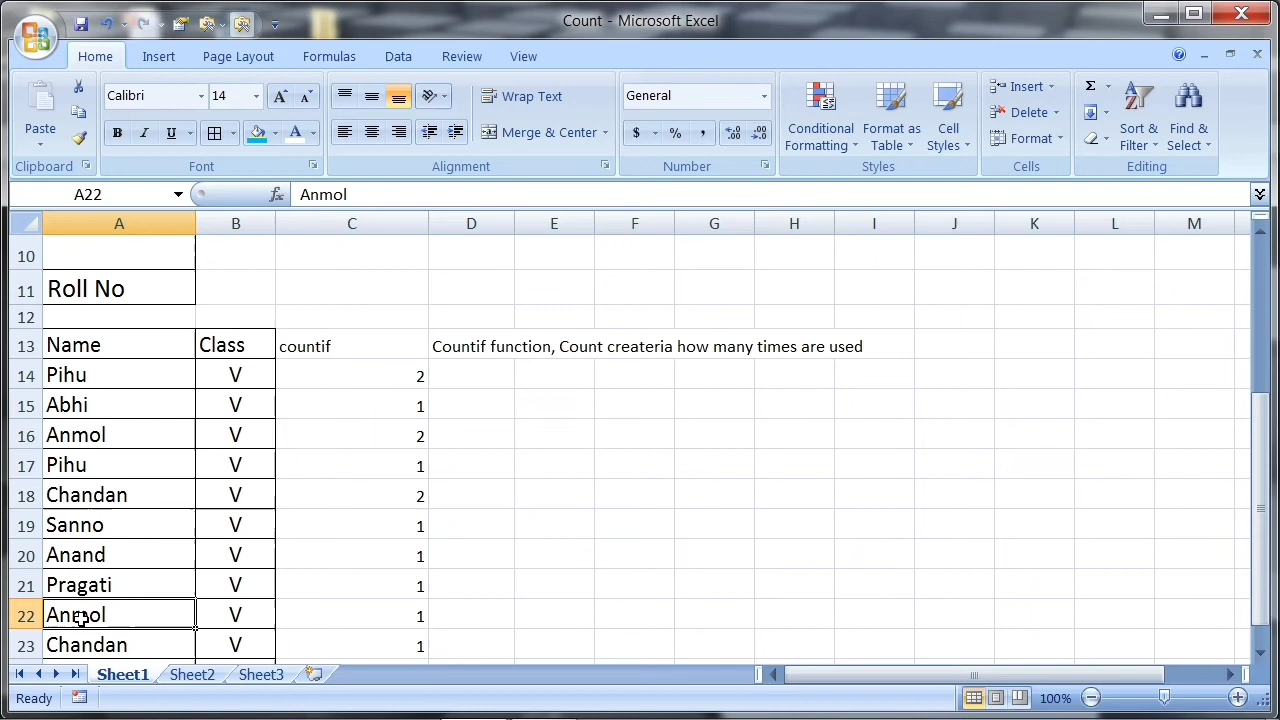 Count - Microsoft Excel
Home Insert Page Layout Formulas Data Review View
Paste
Clipboard
Calibri 14
B I U A
Font
Wrap Text
Merge & Center
Alignment
General
$ % ,
Number
Conditional Formatting
Format as Table
Cell Styles
Styles
Insert
Delete
Format
Cells
Σ
Sort & Filter
Find & Select
Editing
A22 fx Anmol
A B C D E F G H I J K L M
10
11 Roll No
12
13 Name Class countif Countif function, Count createria how many times are used
14 Pihu V 2
15 Abhi V 1
16 Anmol V 2
17 Pihu V 1
18 Chandan V 2
19 Sanno V 1
20 Anand V 1
21 Pragati V 1
22 Anmol V 1
23 Chandan V 1
Sheet1 Sheet2 Sheet3
Ready 100%